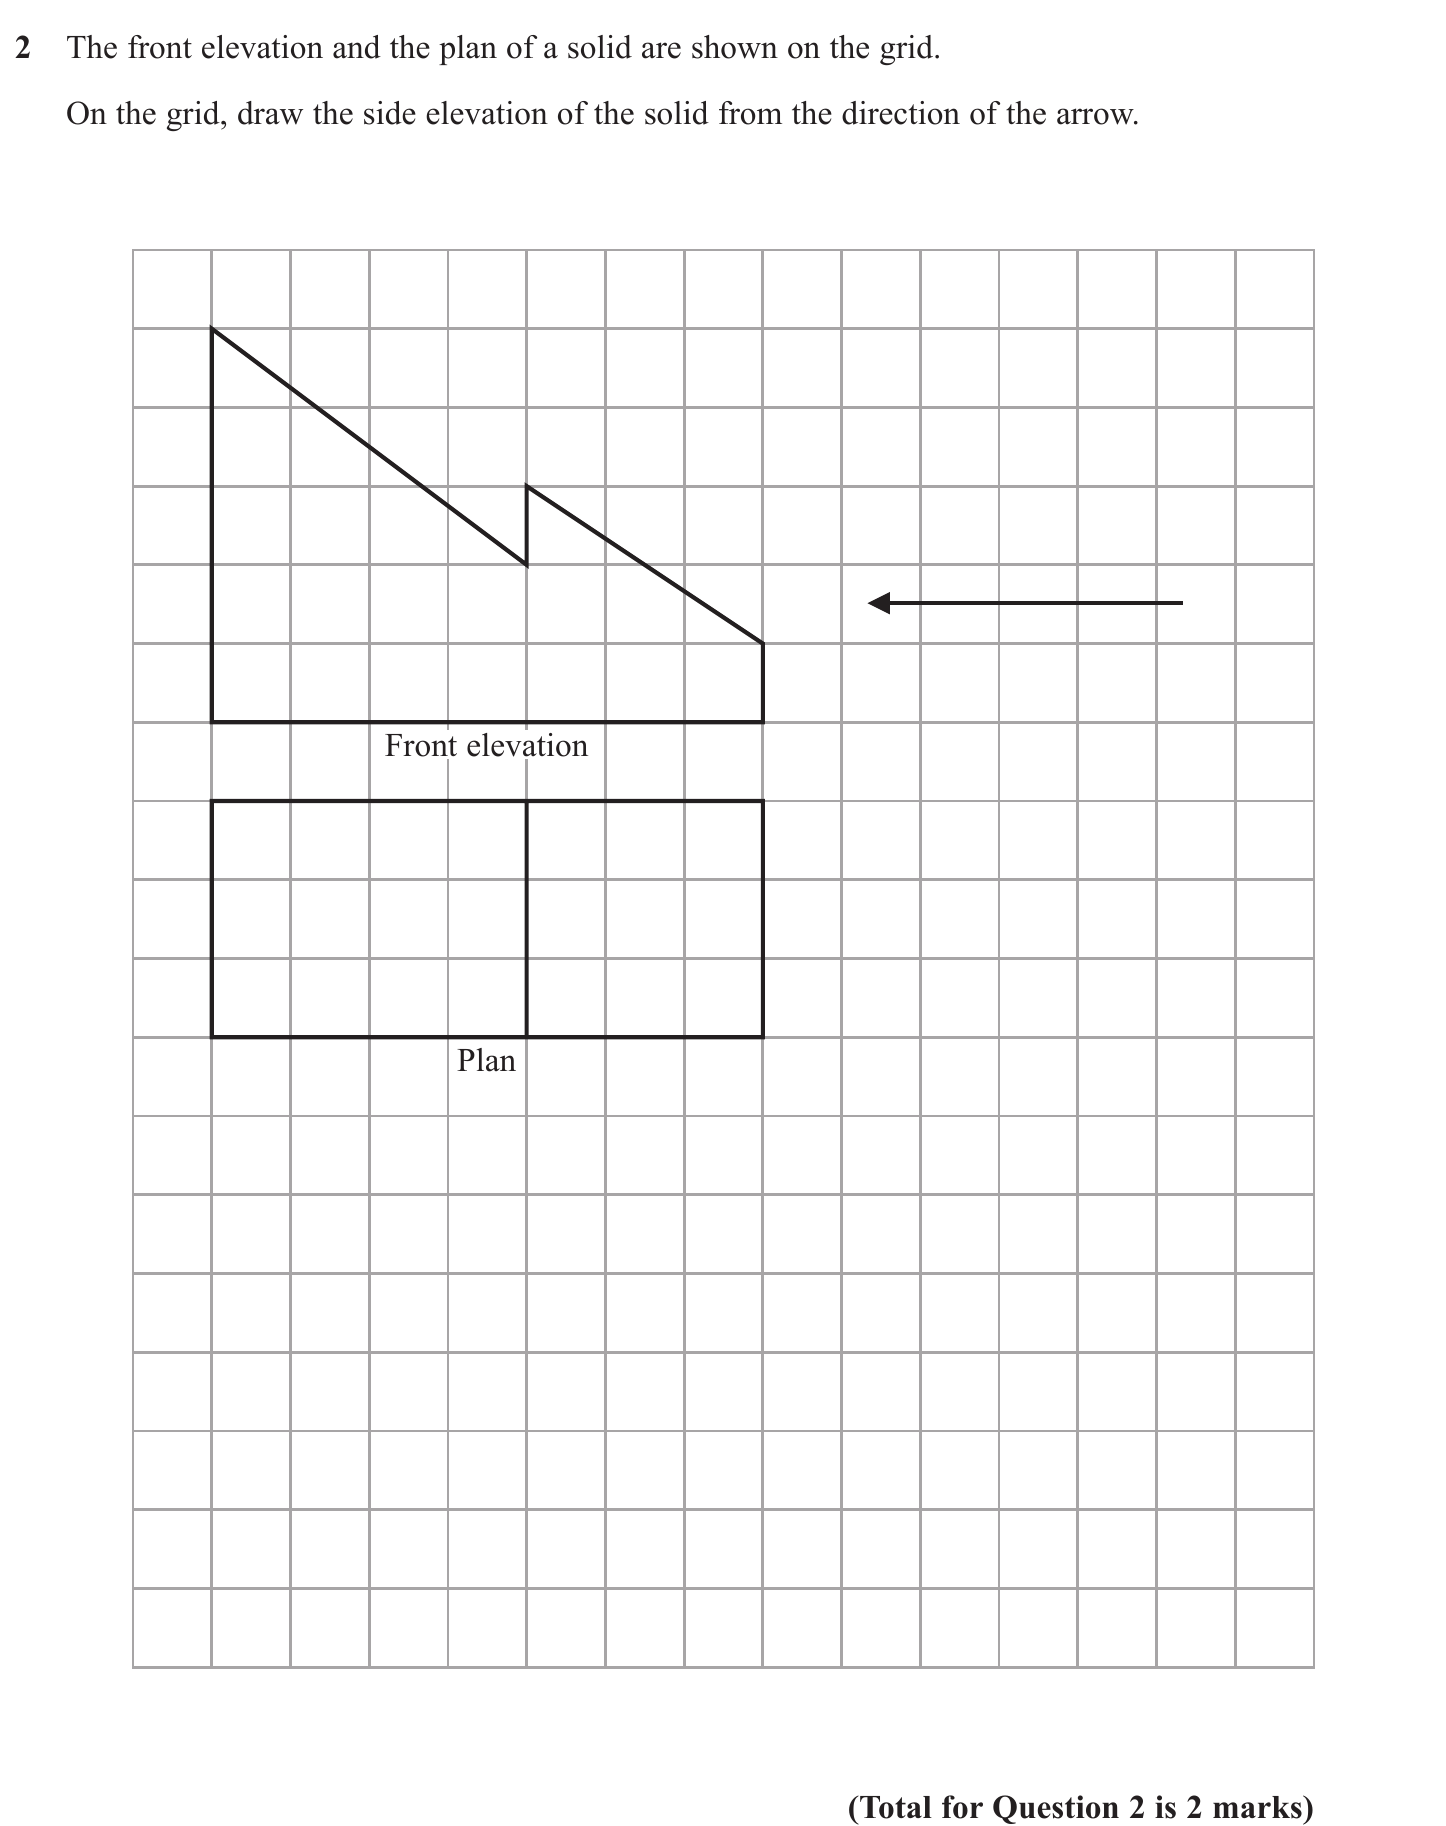 2 The front elevation and the plan of a solid are shown on the grid.
On the grid, draw the side elevation of the solid from the direction of the arrow.
Front elevation
Plan
(Total for Question 2 is 2 marks)